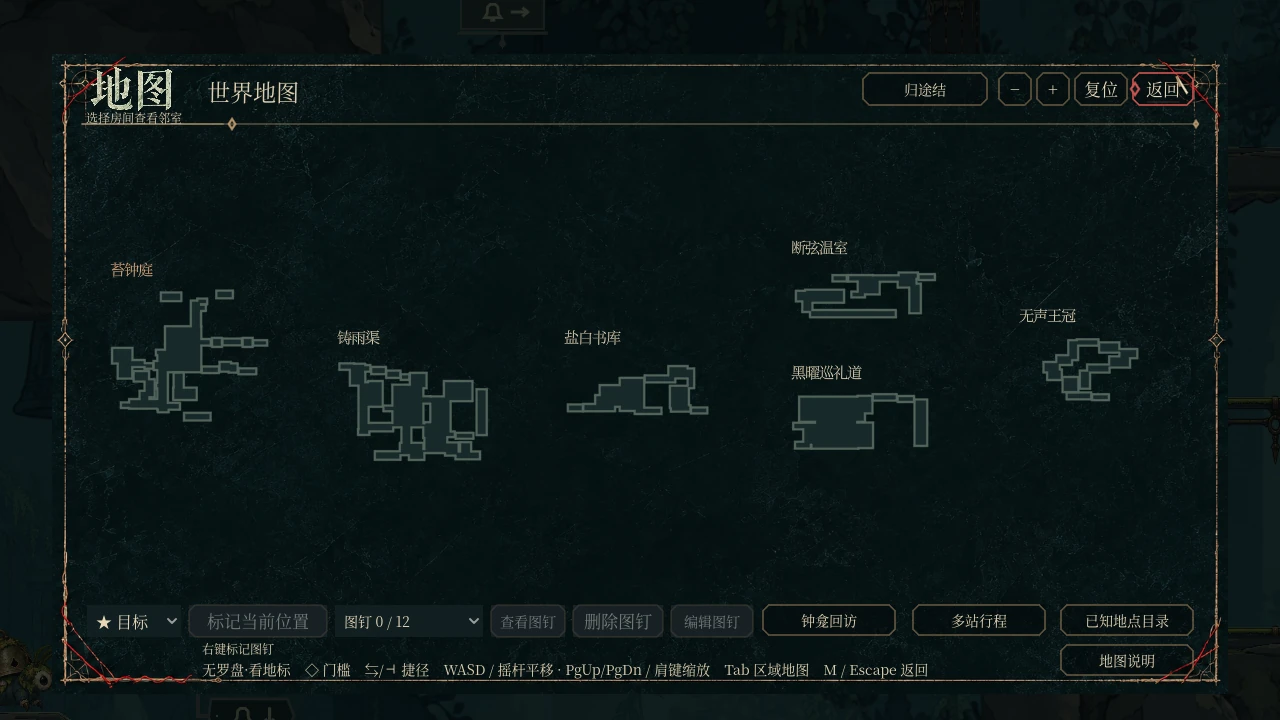 地图
世界地图
归途结
−
+
复位
返回
选择房间查看邻室
断弦温室
苔钟庭
无声王冠
铸雨渠
盐白书库
黑曜巡礼道
★ 目标
标记当前位置
图钉 0 / 12
查看图钉
删除图钉
编辑图钉
钟龛回访
多站行程
已知地点目录
右键标记图钉
无罗盘·看地标 ◇ 门槛 ⇆/⊣ 捷径 WASD / 摇杆平移 · PgUp/PgDn / 肩键缩放 Tab 区域地图 M / Escape 返回
地图说明